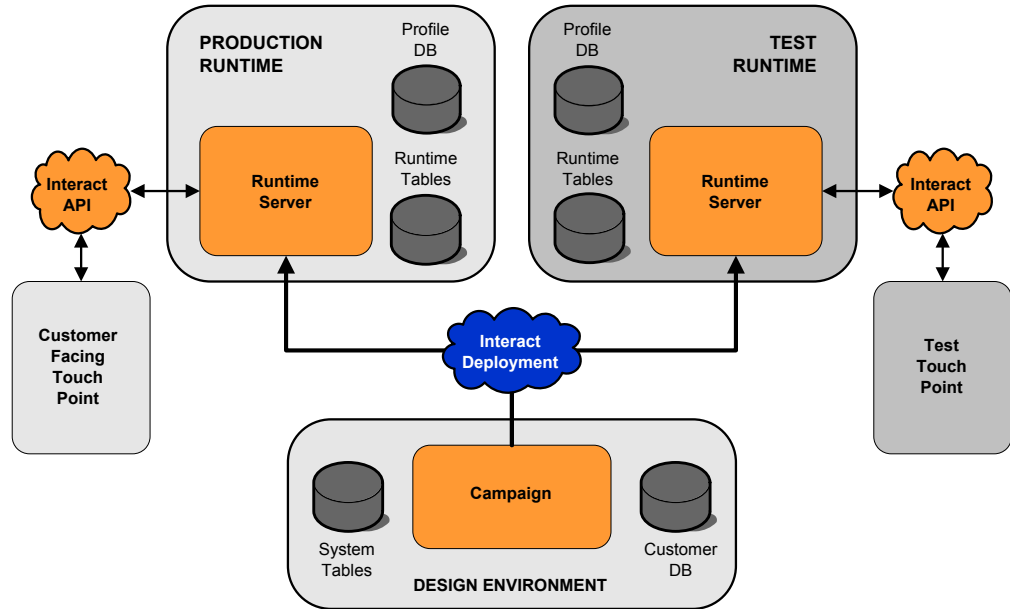 PRODUCTION
RUNTIME
Profile
DB
Runtime
Server
Runtime
Tables
Interact
API
Customer
Facing
Touch
Point
Profile
DB
TEST
RUNTIME
Runtime
Tables
Runtime
Server
Interact
API
Test
Touch
Point
Interact
Deployment
Campaign
System
Tables
Customer
DB
DESIGN ENVIRONMENT